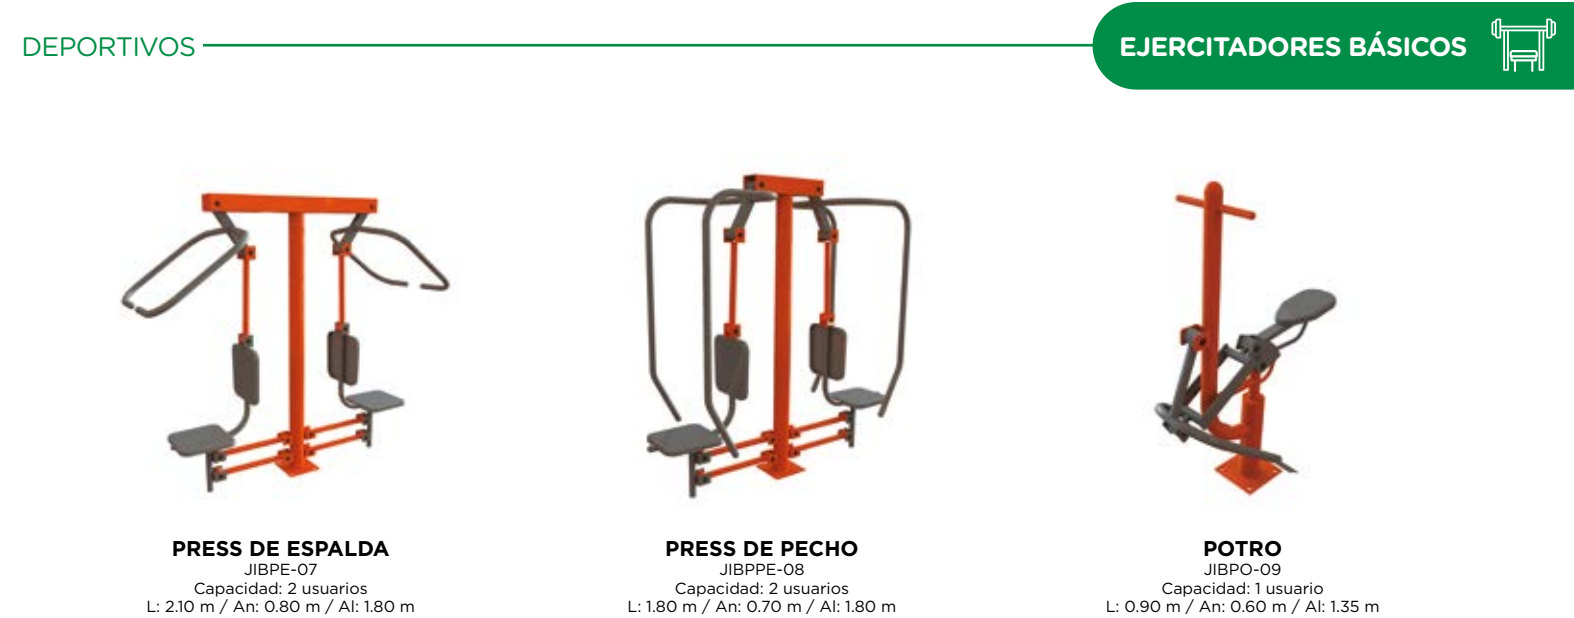 DEPORTIVOS
EJERCITADORES BÁSICOS
PRESS DE ESPALDA
JIBPE-07
Capacidad: 2 usuarios
L: 2.10 m / An: 0.80 m / Al: 1.80 m
PRESS DE PECHO
JIBPPE-08
Capacidad: 2 usuarios
L: 1.80 m / An: 0.70 m / Al: 1.80 m
POTRO
JIBPO-09
Capacidad: 1 usuario
L: 0.90 m / An: 0.60 m / Al: 1.35 m